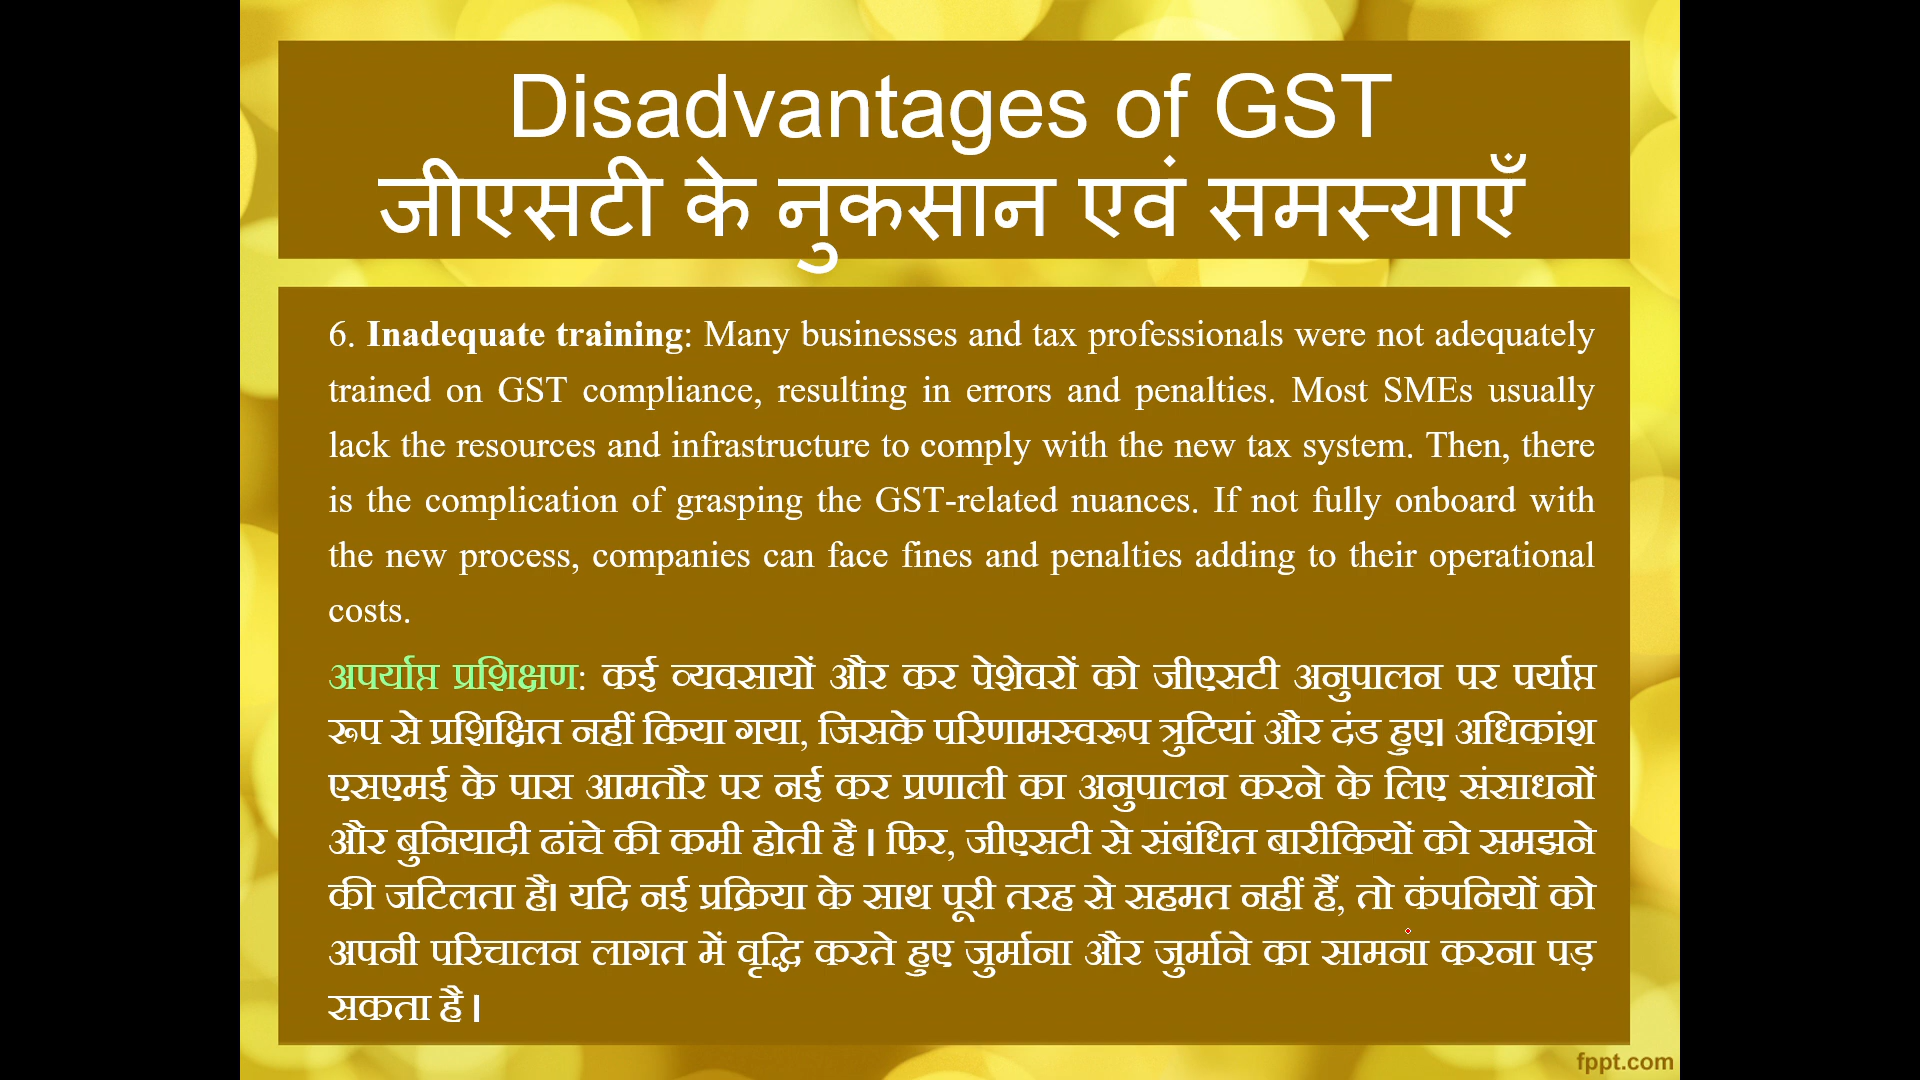 Disadvantages of GST
जीएसटी के नुकसान एवं समस्याएँ
6. Inadequate training: Many businesses and tax professionals were not adequately
trained on GST compliance, resulting in errors and penalties. Most SMEs usually
lack the resources and infrastructure to comply with the new tax system. Then, there
is the complication of grasping the GST-related nuances. If not fully onboard with
the new process, companies can face fines and penalties adding to their operational
costs.
अपर्याप्त प्रशिक्षण: कई व्यवसायों और कर पेशेवरों को जीएसटी अनुपालन पर पर्याप्त
रूप से प्रशिक्षित नहीं किया गया, जिसके परिणामस्वरूप त्रुटियां और दंड हुए। अधिकांश
एसएमई के पास आमतौर पर नई कर प्रणाली का अनुपालन करने के लिए संसाधनों
और बुनियादी ढांचे की कमी होती है । फिर, जीएसटी से संबंधित बारीकियों को समझने
की जटिलता है। यदि नई प्रक्रिया के साथ पूरी तरह से सहमत नहीं हैं, तो कंपनियों को
अपनी परिचालन लागत में वृद्धि करते हुए जुर्माना और जुर्माने का सामना करना पड़
सकता है ।
fppt.com